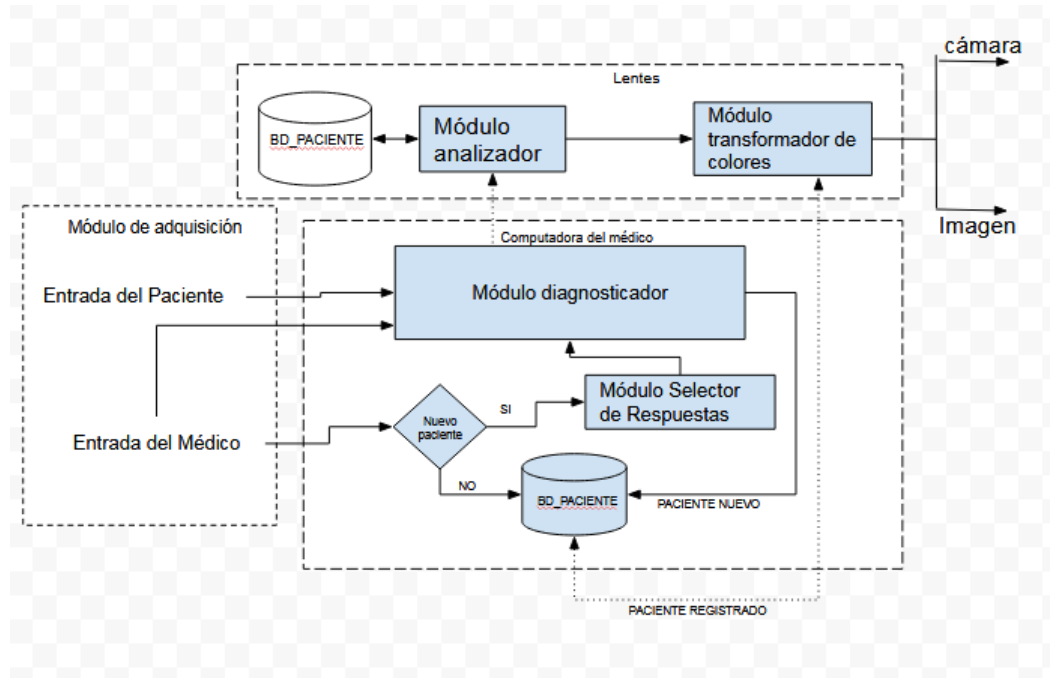 cámara
Lentes
BD_PACIENTE
Módulo
analizador
Módulo
transformador de
colores
Imagen
Módulo de adquisición
Computadora del médico
Entrada del Paciente
Módulo diagnosticador
Módulo Selector
de Respuestas
Entrada del Médico
Nuevo
paciente
SI
NO
BD_PACIENTE
PACIENTE NUEVO
PACIENTE REGISTRADO